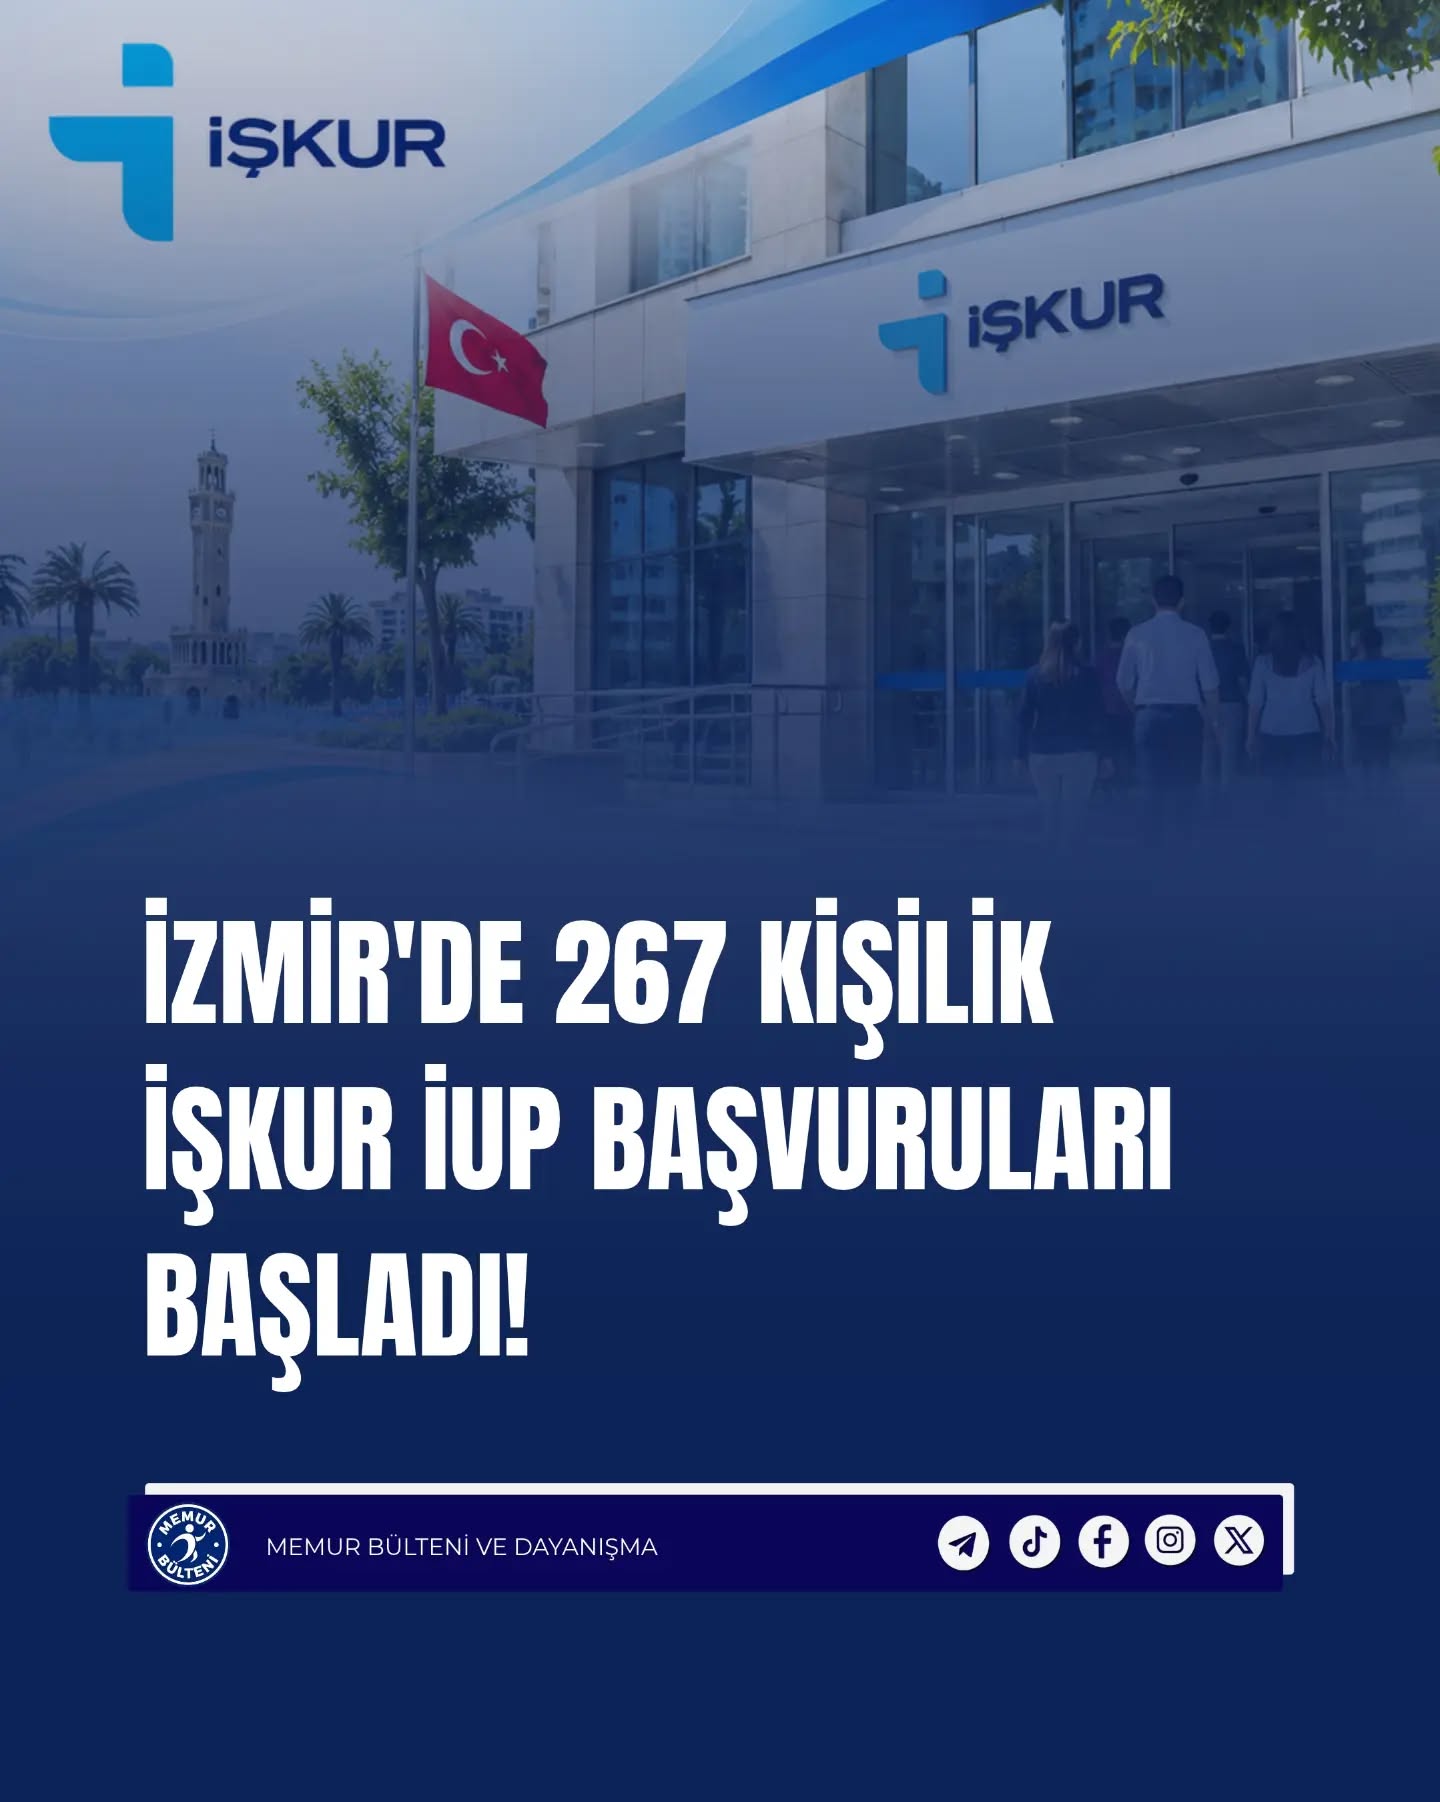 İŞKUR
İŞKUR
İZMİR'DE 267 KİŞİLİK
İŞKUR İUP BAŞVURULARI
BAŞLADI!
MEMUR
BÜLTENİ
MEMUR BÜLTENİ VE DAYANIŞMA